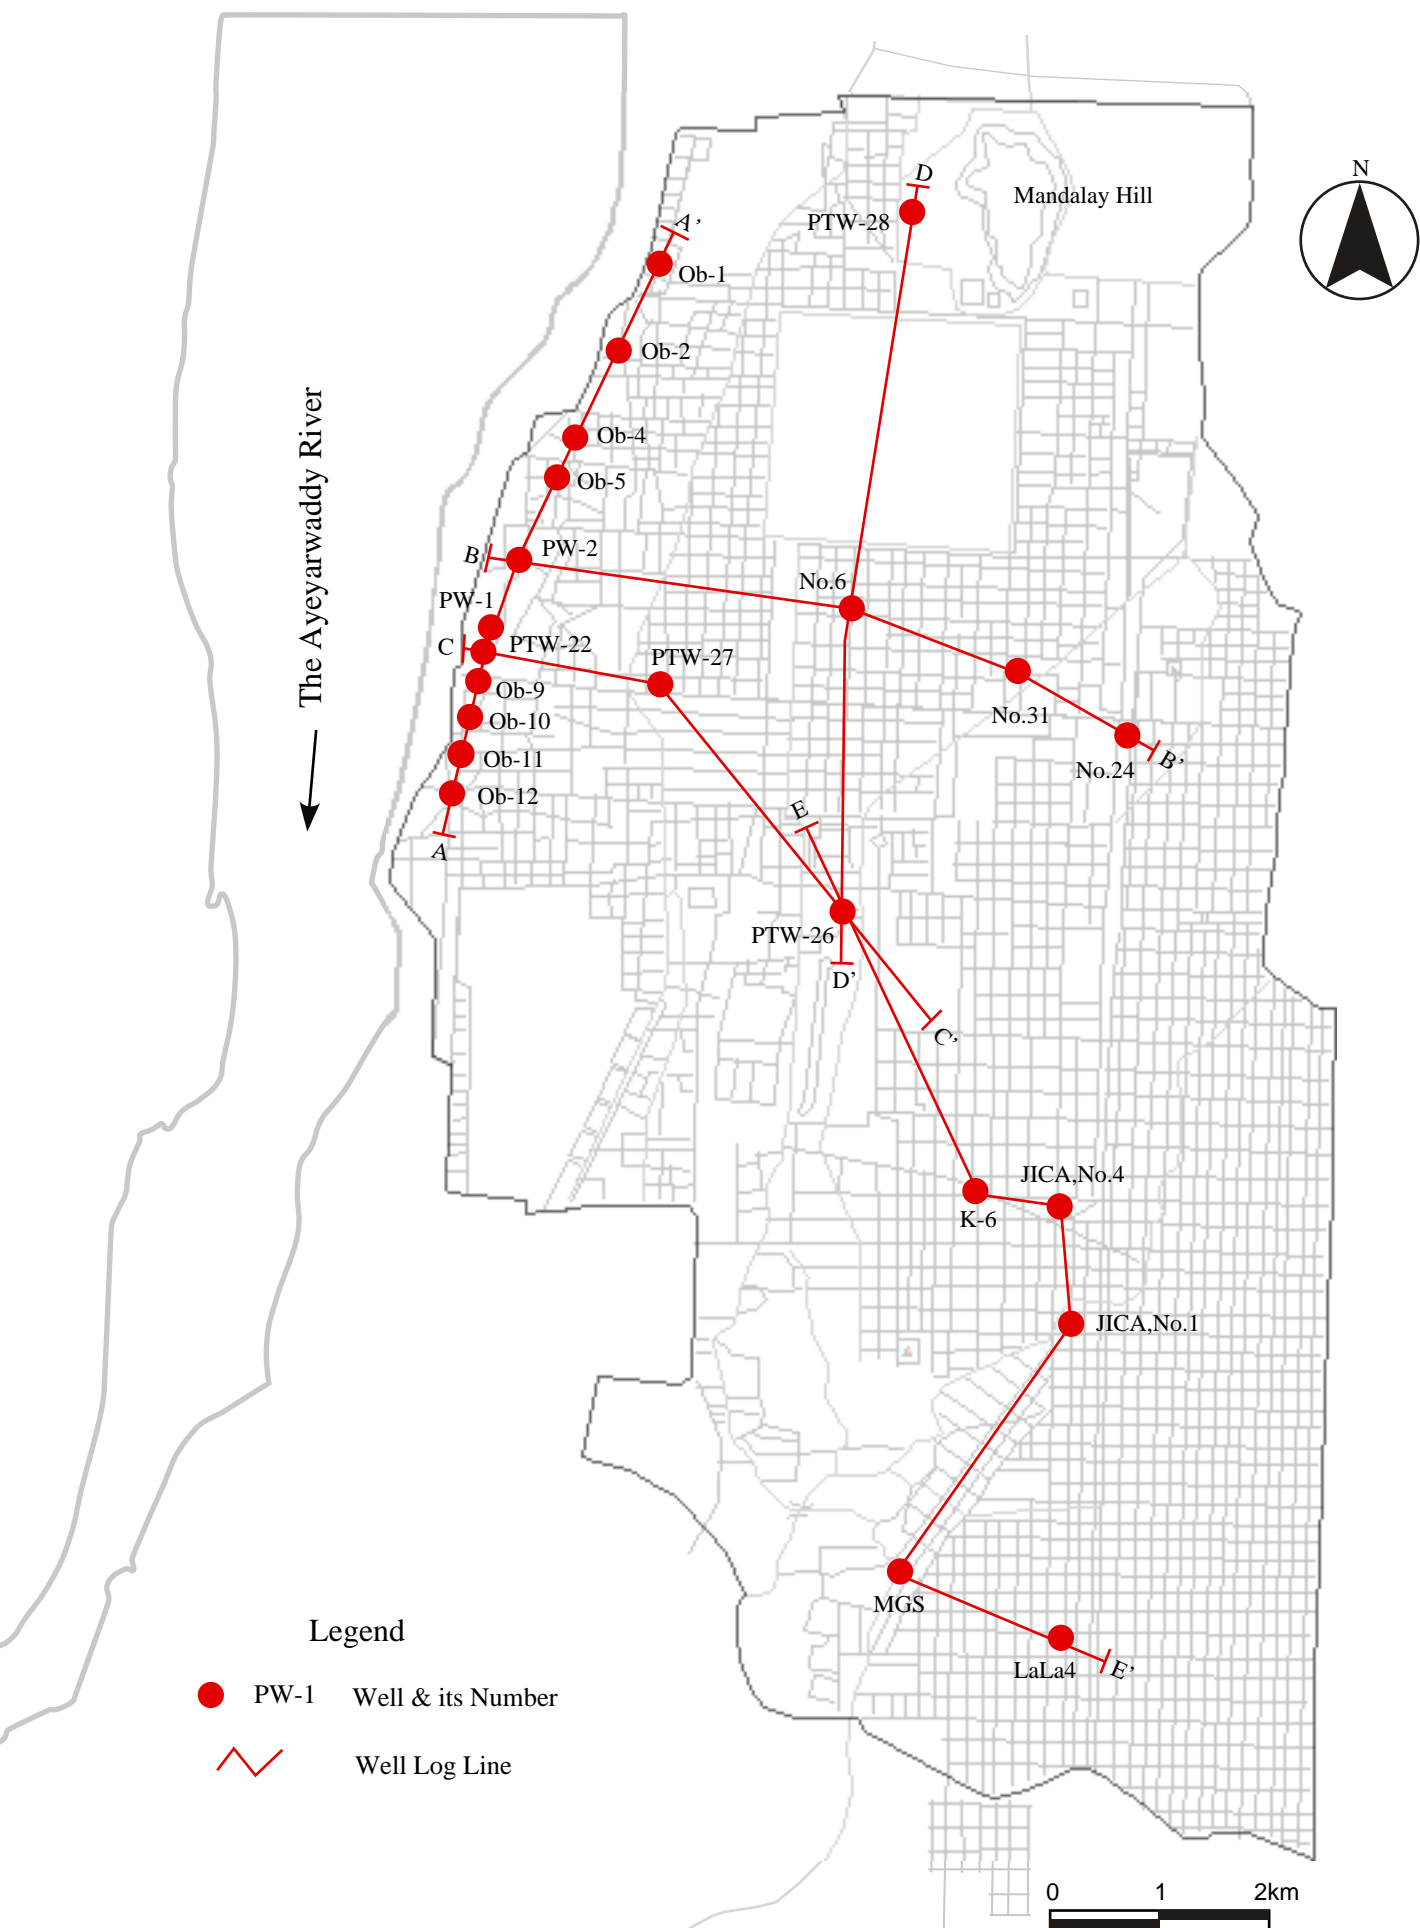 N
D
Mandalay Hill
PTW-28
A’
Ob-1
Ob-2
The Ayeyarwaddy River
Ob-4
Ob-5
B
PW-2
No.6
PW-1
C
PTW-22
PTW-27
Ob-9
No.31
Ob-10
Ob-11
B’
No.24
Ob-12
E
A
PTW-26
D’
C’
JICA,No.4
K-6
JICA,No.1
MGS
LaLa4
E’
Legend
PW-1 Well & its Number
Well Log Line
0 1 2km